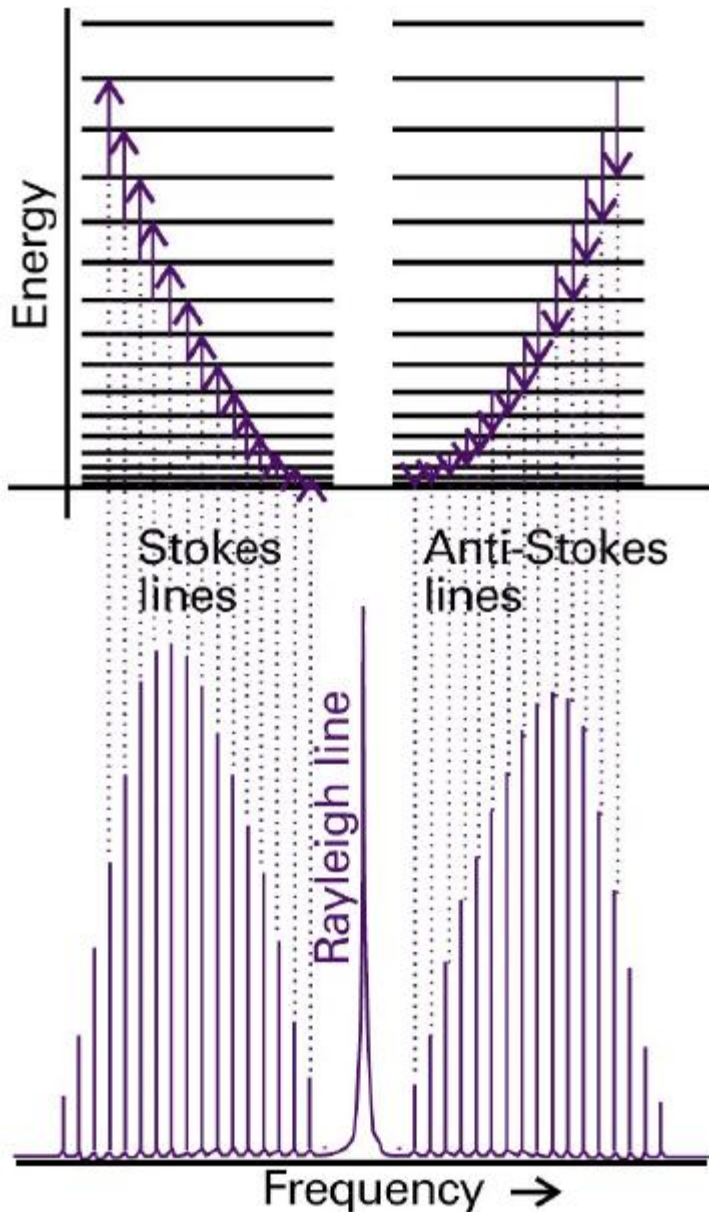 Energy
Stokes
lines
Anti-Stokes
lines
Rayleigh line
Frequency →